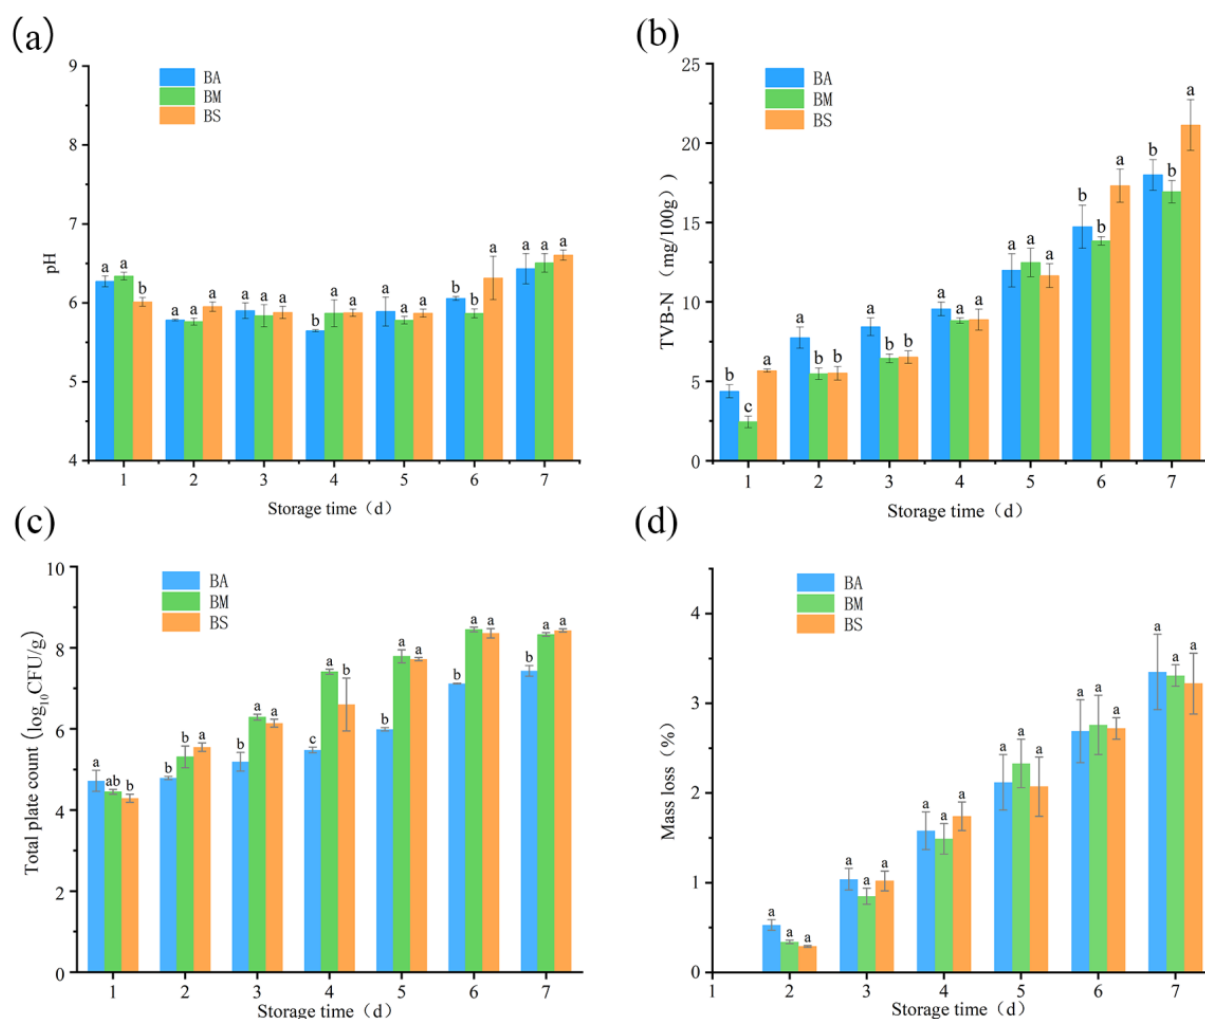 (a)
9
8
7
6
5
4
pH
BA
BM
BS
a a b
a a a
a a a
b a a
a a a
b b a
a a a
1 2 3 4 5 6 7
Storage time（d）
(b)
25
20
15
10
5
0
TVB-N （mg/100g））
BA
BM
BS
b c a
a b b
a b b
a a a
a a a
b b a
b b a
1 2 3 4 5 6 7
Storage time（d）
(c)
10
8
6
4
2
0
Total plate count (log10CFU/g)
BA
BM
BS
a ab b
b b a
b a a
c a b
b a a
b a a
b a a
1 2 3 4 5 6 7
Storage time（d）
(d)
4
3
2
1
0
Mass loss（%）
BA
BM
BS
a a a
a a a
a a a
a a a
a a a
a a a
1 2 3 4 5 6 7
Storage time（d）